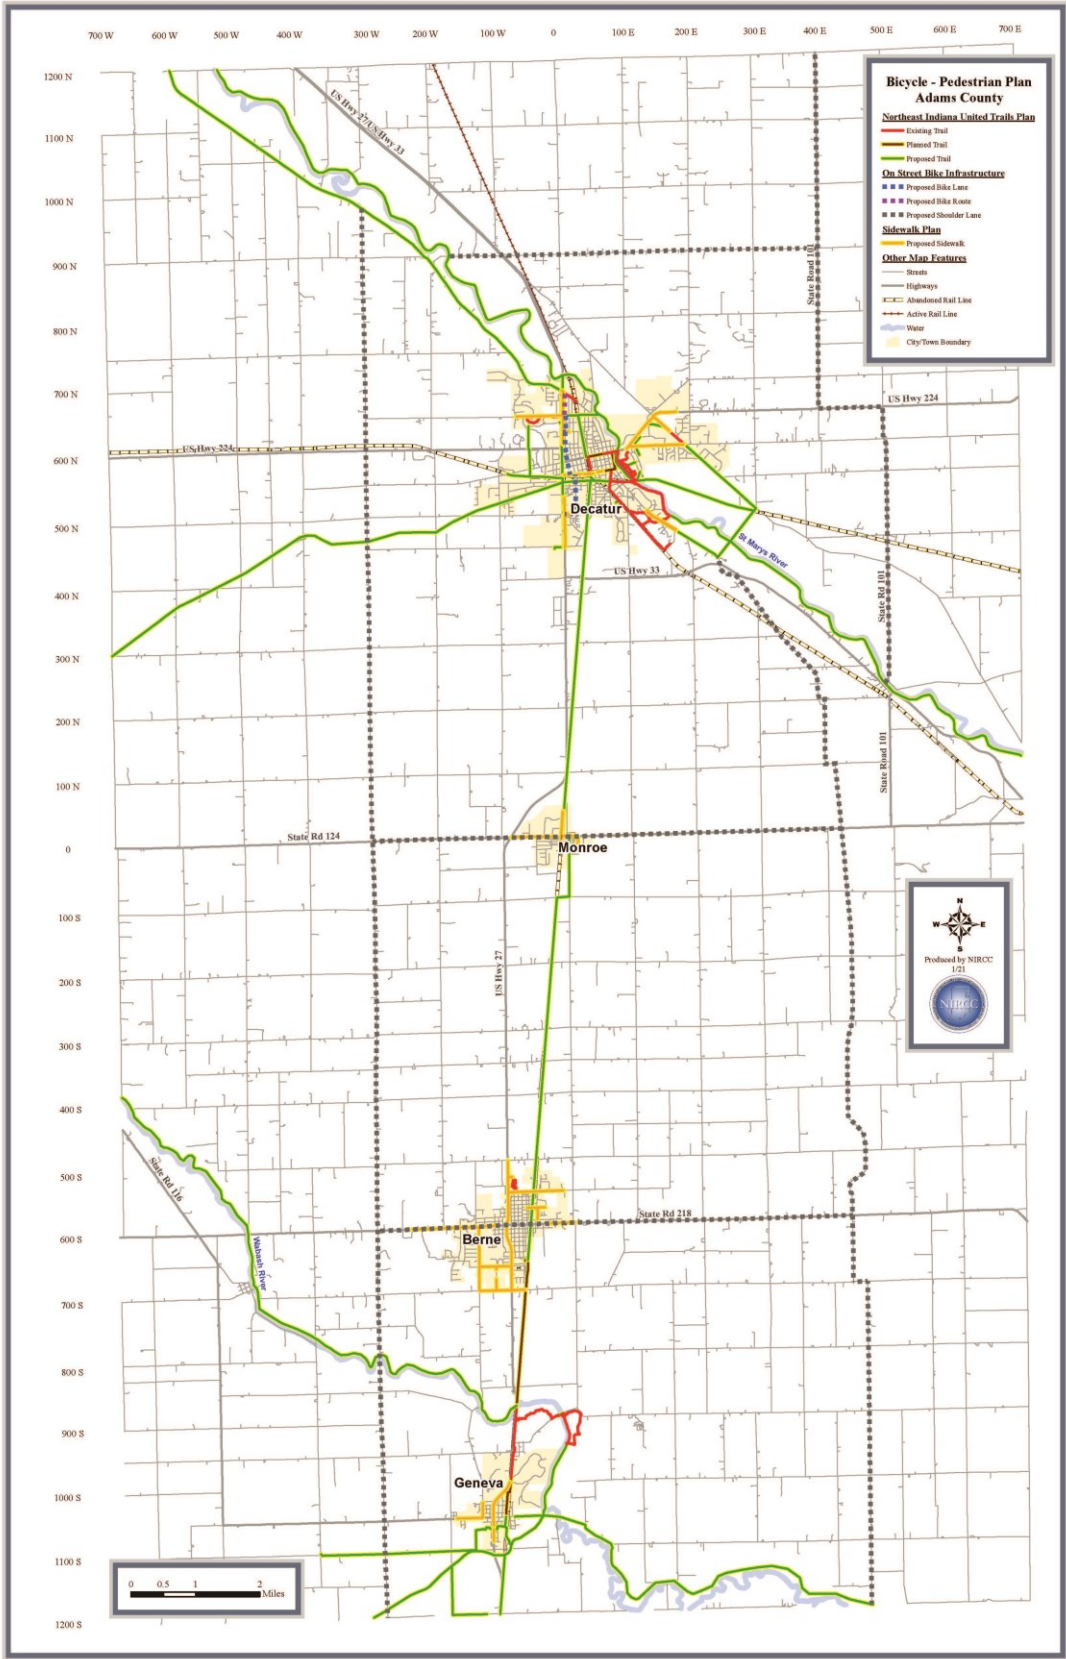 700 W 600 W 500 W 400 W 300 W 200 W 100 W 0 100 E 200 E 300 E 400 E 500 E 600 E 700 E
1200 N
1100 N
1000 N
900 N
800 N
700 N
600 N
500 N
400 N
300 N
200 N
100 N
0
100 S
200 S
300 S
400 S
500 S
600 S
700 S
800 S
900 S
1000 S
1100 S
1200 S
Bicycle - Pedestrian Plan
Adams County
Northeast Indiana United Trails Plan
Existing Trail
Planned Trail
Proposed Trail
On Street Bike Infrastructure
Proposed Bike Lane
Proposed Bike Route
Proposed Shoulder Lane
Sidewalk Plan
Proposed Sidewalk
Other Map Features
Streets
Highways
Abandoned Rail Line
Active Rail Line
Water
City/Town Boundary
US Hwy 27/US Hwy 33
State Road 101
US Hwy 224
US Hwy 224
Decatur
St Marys River
US Hwy 33
State Rd 101
State Road 101
State Rd 124
Monroe
US Hwy 27
N
W E
S
Produced by NIRCC
1/21
NIRCC
State Rd 116
State Rd 218
Berne
Wabash River
Geneva
0 0.5 1 2
Miles